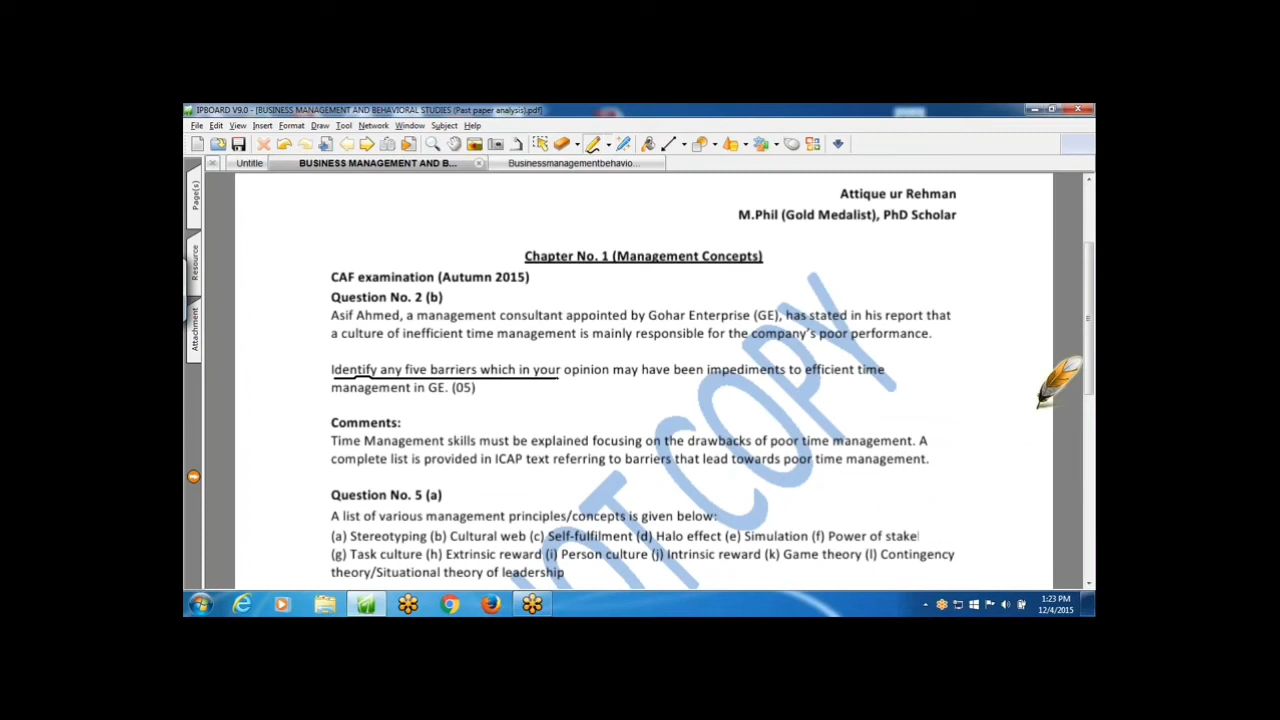 IPBOARD V9.0 - [BUSINESS MANAGEMENT AND BEHAVIORAL STUDIES (Past paper analysis).pdf]
File Edit View Insert Format Draw Tool Network Window Subject Help
Untitle BUSINESS MANAGEMENT AND B... Businessmanagementbehavio...
Page(s)
Resource
Attachment
Attique ur Rehman
M.Phil (Gold Medalist), PhD Scholar
Chapter No. 1 (Management Concepts)
CAF examination (Autumn 2015)
Question No. 2 (b)
Asif Ahmed, a management consultant appointed by Gohar Enterprise (GE), has stated in his report that
a culture of inefficient time management is mainly responsible for the company's poor performance.
Identify any five barriers which in your opinion may have been impediments to efficient time
management in GE. (05)
Comments:
Time Management skills must be explained focusing on the drawbacks of poor time management. A
complete list is provided in ICAP text referring to barriers that lead towards poor time management.
Question No. 5 (a)
A list of various management principles/concepts is given below:
(a) Stereotyping (b) Cultural web (c) Self-fulfilment (d) Halo effect (e) Simulation (f) Power of stake
(g) Task culture (h) Extrinsic reward (i) Person culture (j) Intrinsic reward (k) Game theory (l) Contingency
theory/Situational theory of leadership
OT COPY
1:23 PM
12/4/2015